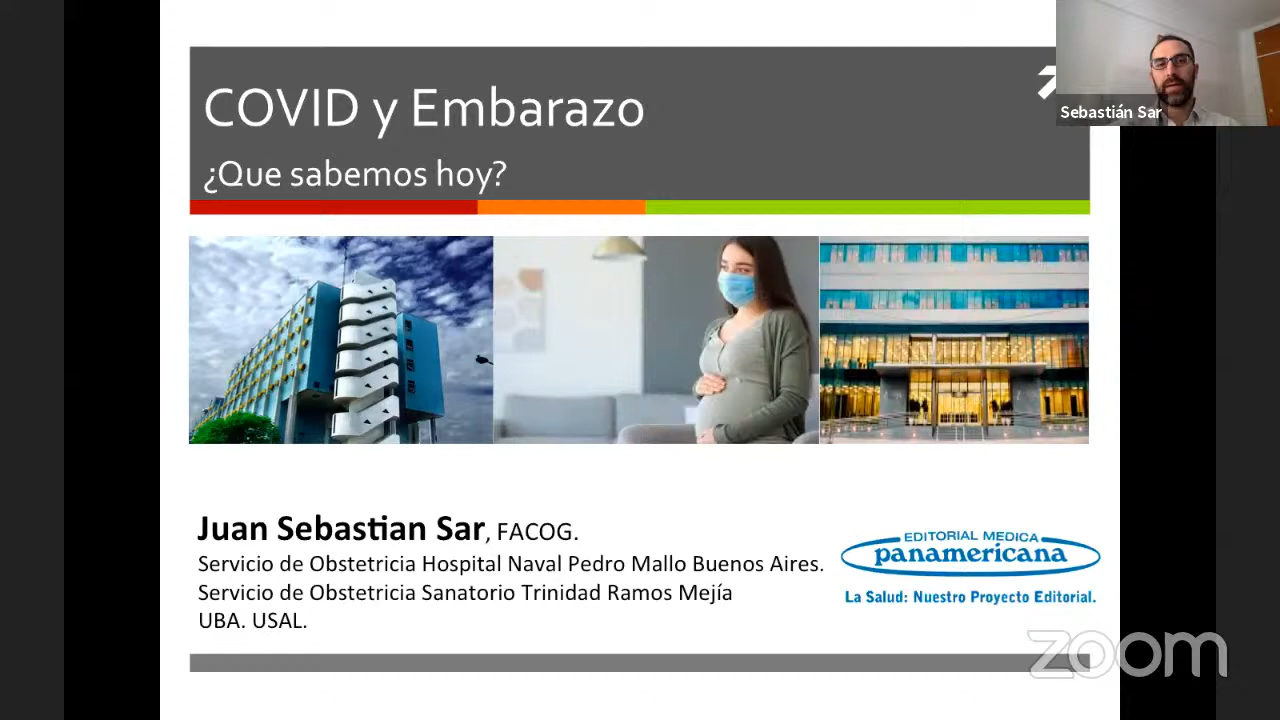 COVID y Embarazo
¿Que sabemos hoy?
Sebastián Sar
Juan Sebastian Sar, FACOG.
Servicio de Obstetricia Hospital Naval Pedro Mallo Buenos Aires.
Servicio de Obstetricia Sanatorio Trinidad Ramos Mejía
UBA. USAL.
EDITORIAL MEDICA
panamericana
La Salud: Nuestro Proyecto Editorial.
zoom